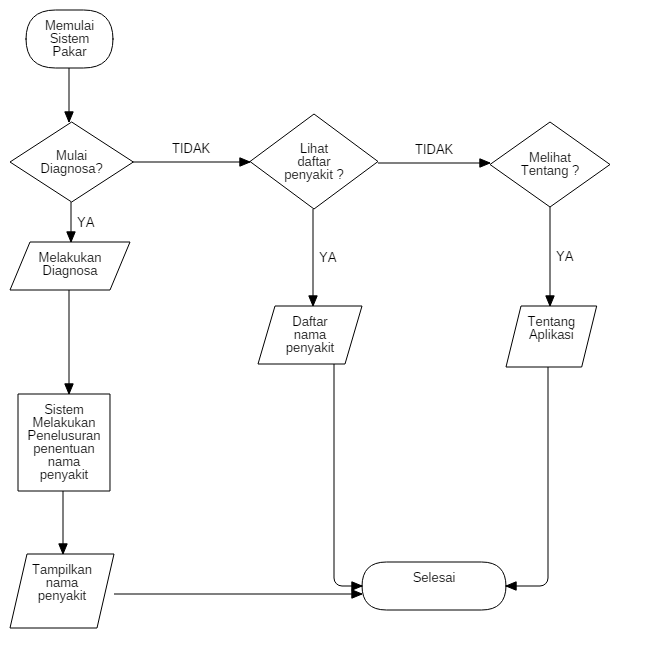 Memulai
Sistem
Pakar
Mulai
Diagnosa?
TIDAK
Lihat
daftar
penyakit ?
TIDAK
Melihat
Tentang ?
YA
YA
YA
Melakukan
Diagnosa
Daftar
nama
penyakit
Tentang
Aplikasi
Sistem
Melakukan
Penelusuran
penentuan
nama
penyakit
Tampilkan
nama
penyakit
Selesai